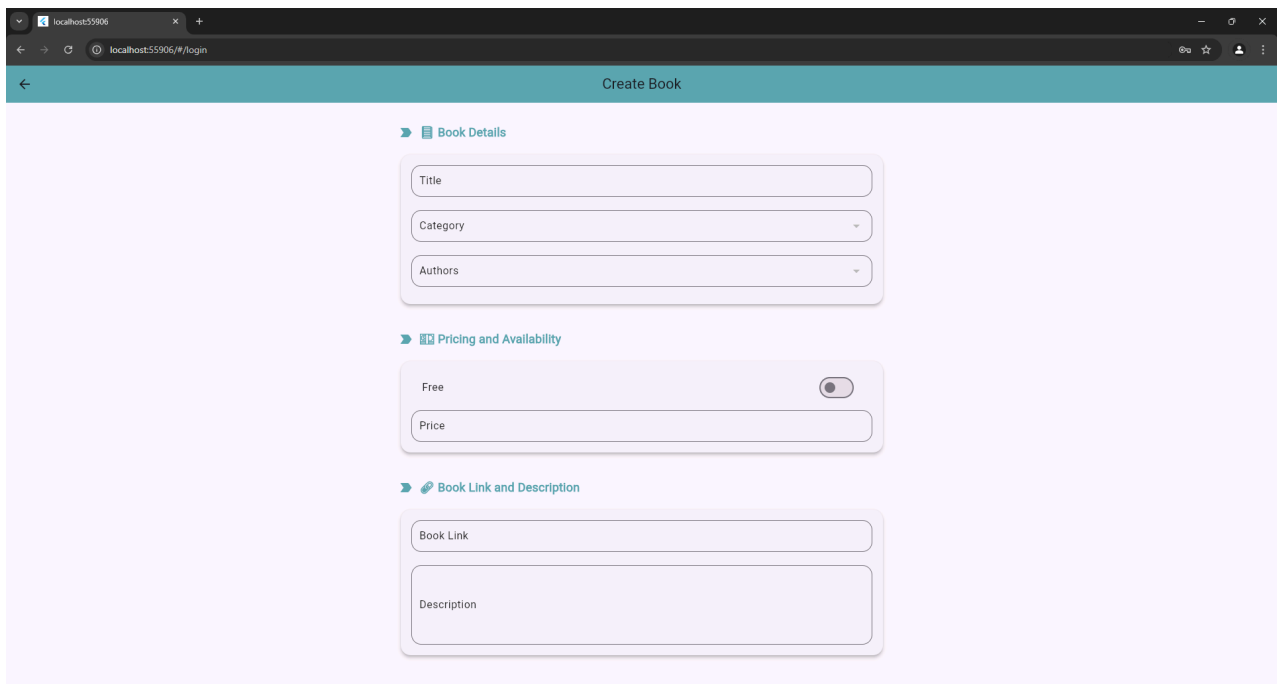 localhost:55906
localhost:55906/#/login
Create Book
Book Details
Title
Category
Authors
Pricing and Availability
Free
Price
Book Link and Description
Book Link
Description